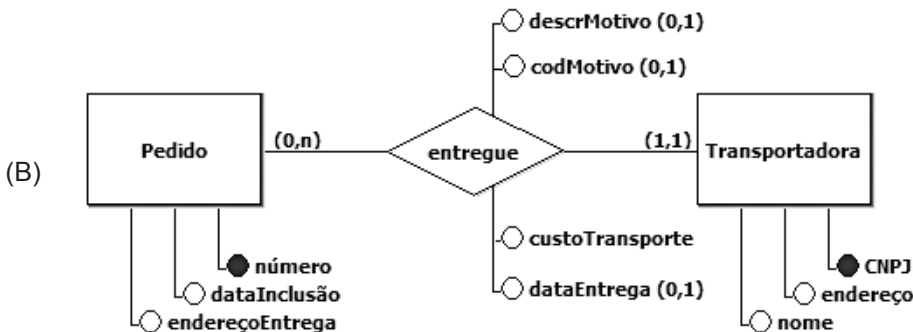 descrMotivo (0,1)
codMotivo (0,1)
(B)
Pedido
(0,n)
entregue
(1,1)
Transportadora
número
dataInclusão
endereçoEntrega
custoTransporte
dataEntrega (0,1)
CNPJ
endereço
nome